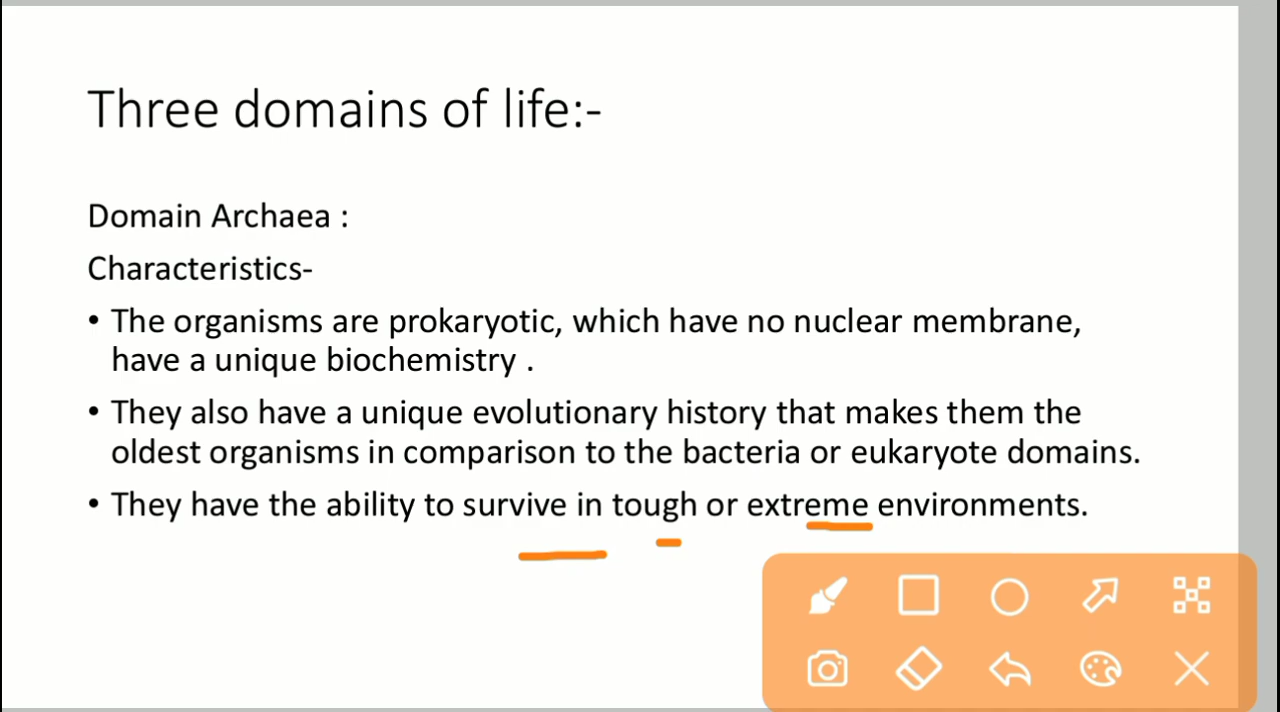 Three domains of life:-
Domain Archaea :
Characteristics-
• The organisms are prokaryotic, which have no nuclear membrane,
have a unique biochemistry .
• They also have a unique evolutionary history that makes them the
oldest organisms in comparison to the bacteria or eukaryote domains.
• They have the ability to survive in tough or extreme environments.